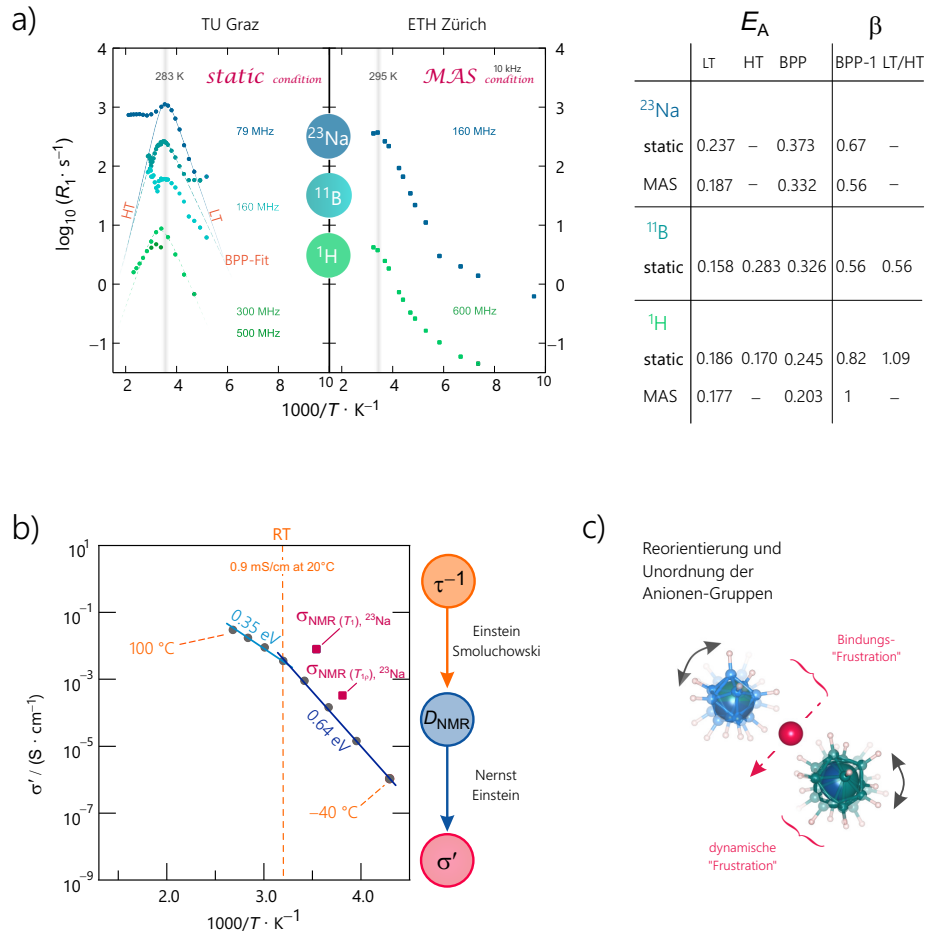 a)
TU Graz
ETH Zürich
283 K
static condition
295 K
MAS condition
10 kHz
log10 (R1 · s−1)
3
2
1
0
−1
79 MHz
160 MHz
300 MHz
500 MHz
HT
LT
BPP-Fit
23Na
11B
1H
160 MHz
600 MHz
3
2
1
0
−1
2 4 6 8 10
2 4 6 8 10
1000/T · K−1
EA β
LT HT BPP BPP-1 LT/HT
23Na
static 0.237 – 0.373 0.67 –
MAS 0.187 – 0.332 0.56 –
11B
static 0.158 0.283 0.326 0.56 0.56
1H
static 0.186 0.170 0.245 0.82 1.09
MAS 0.177 – 0.203 1 –
b)
RT
0.9 mS/cm at 20°C
σ′ / (S · cm−1)
10^1
10^−1
10^−3
10^−5
10^−7
10^−9
0.35 eV
100 °C
σNMR (T1), 23Na
σNMR (T1ρ), 23Na
0.64 eV
−40 °C
2.0 3.0 4.0
1000/T · K−1
τ−1
Einstein
Smoluchowski
DNMR
Nernst
Einstein
σ′
c)
Reorientierung und
Unordnung der
Anionen-Gruppen
Bindungs-
"Frustration"
dynamische
"Frustration"